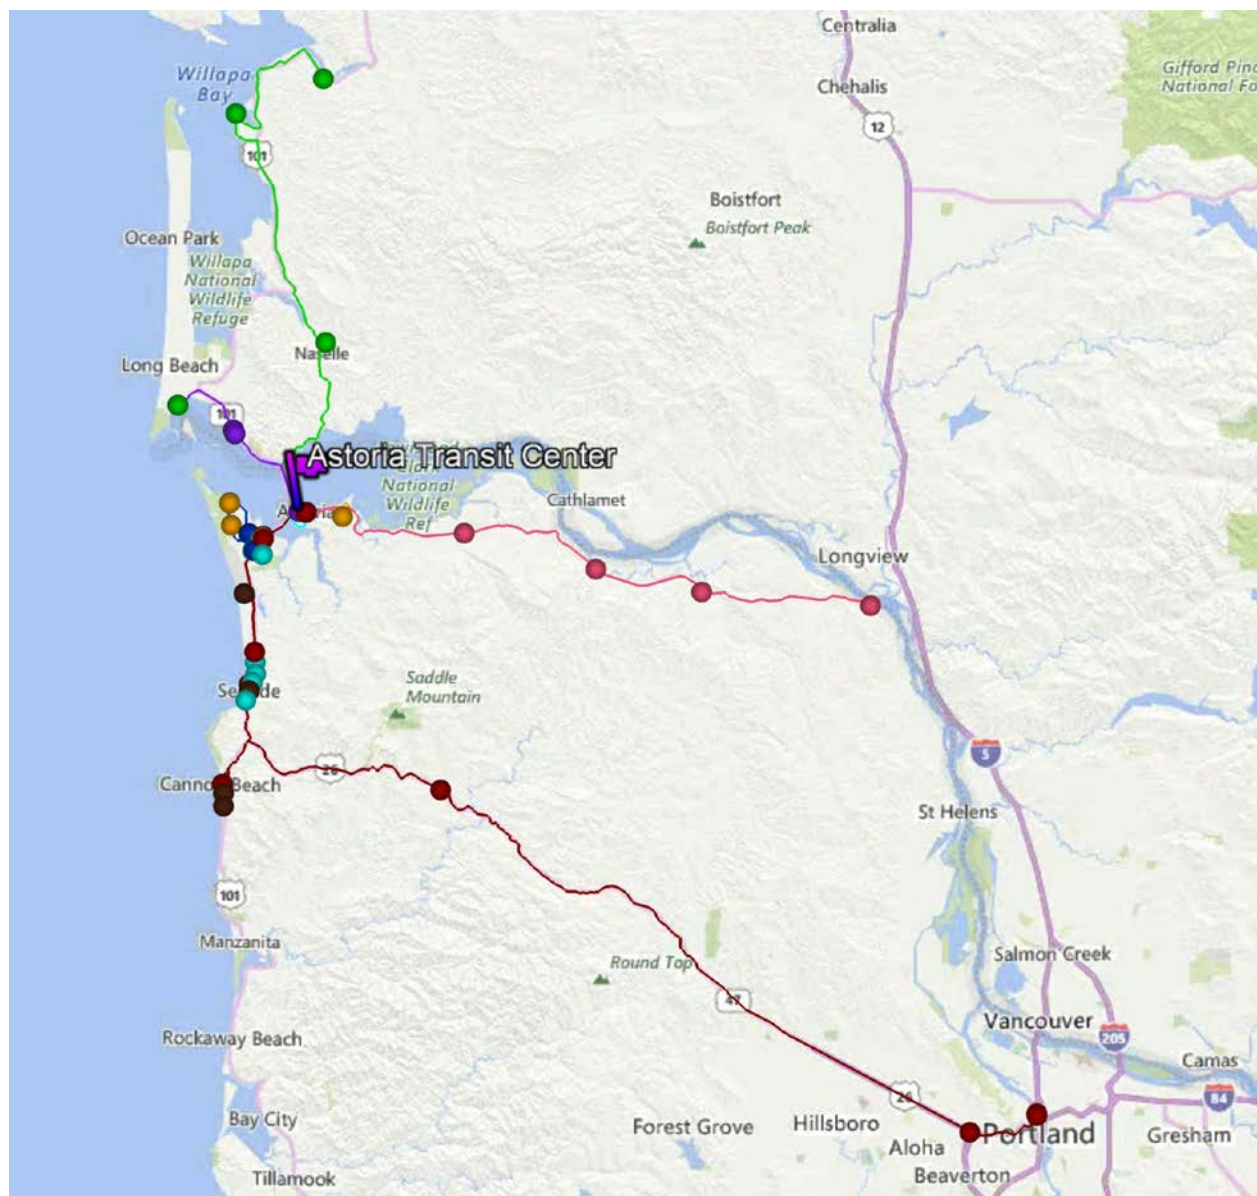 Centralia
Willapa
Bay
Chehalis
Gifford Pinc
National Fo
12
101
Boistfort
Boistfort Peak
Ocean Park
Willapa
National
Wildlife
Refuge
Naselle
Long Beach
101
Astoria Transit Center
National
Wildlife
Ref
Cathlamet
Longview
Saddle
Mountain
26
Cannon Beach
5
St Helens
101
Manzanita
Round Top
Salmon Creek
47
Vancouver
205
Rockaway Beach
Camas
26
84
Bay City
Forest Grove
Hillsboro
Portland
Gresham
Aloha
Beaverton
Tillamook